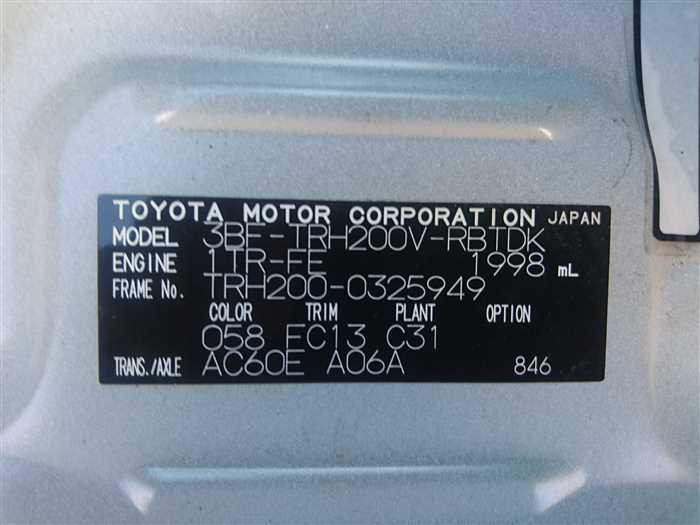 TOYOTA MOTOR CORPORATION JAPAN
MODEL 3BF-TRH200V-RBTDK
ENGINE 1TR-FE 1998 mL
FRAME No. TRH200-0325949
COLOR TRIM PLANT OPTION
058 FC13 C31
TRANS./AXLE AC60E A06A 846